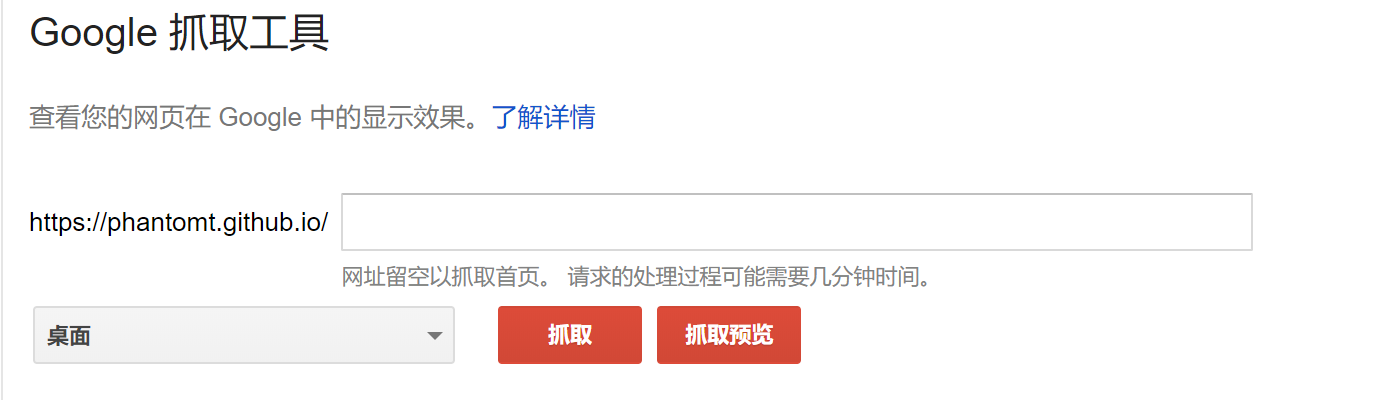 Google 抓取工具
查看您的网页在 Google 中的显示效果。了解详情
https://phantomt.github.io/
网址留空以抓取首页。 请求的处理过程可能需要几分钟时间。
桌面 抓取 抓取预览